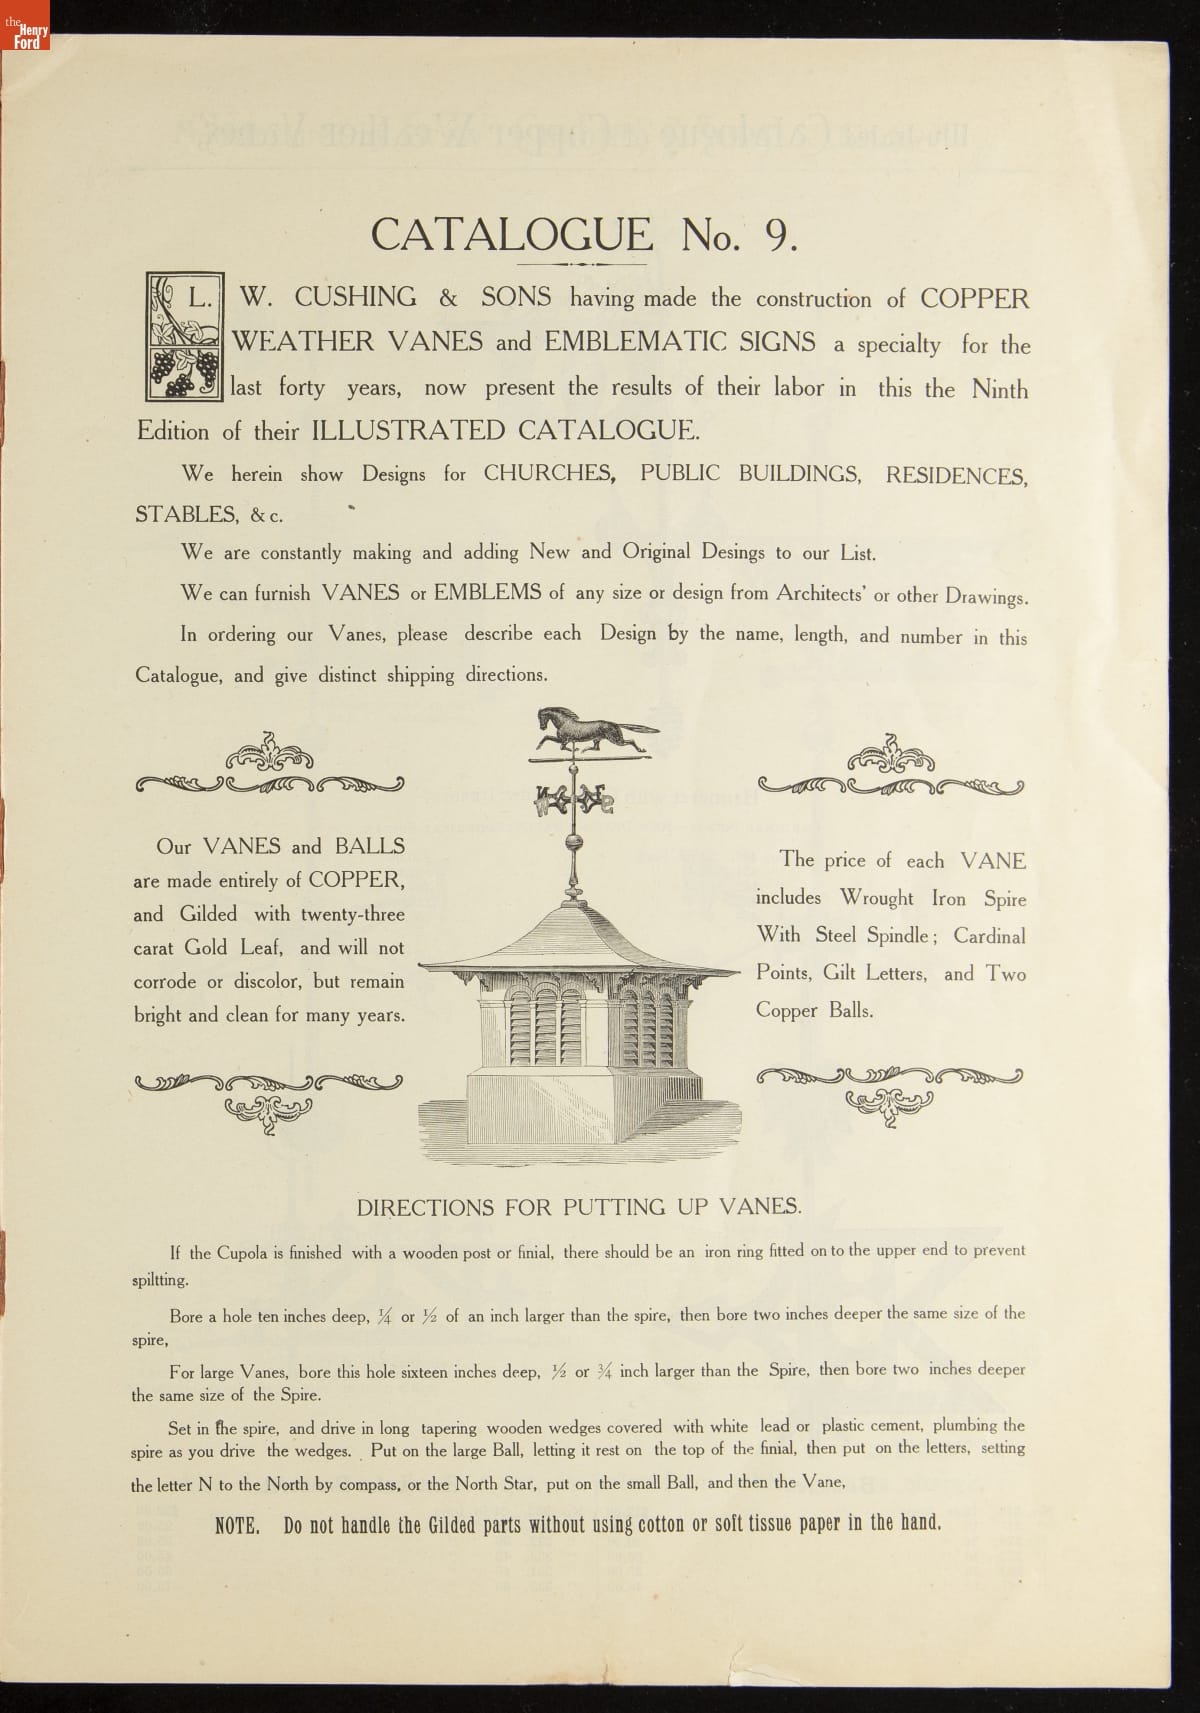 the
Henry
Ford
CATALOGUE No. 9.
L. W. CUSHING & SONS having made the construction of COPPER
WEATHER VANES and EMBLEMATIC SIGNS a specialty for the
last forty years, now present the results of their labor in this the Ninth
Edition of their ILLUSTRATED CATALOGUE.
We herein show Designs for CHURCHES, PUBLIC BUILDINGS, RESIDENCES,
STABLES, &c.
We are constantly making and adding New and Original Desings to our List.
We can furnish VANES or EMBLEMS of any size or design from Architects' or other Drawings.
In ordering our Vanes, please describe each Design by the name, length, and number in this
Catalogue, and give distinct shipping directions.
N E
W S
Our VANES and BALLS
are made entirely of COPPER,
and Gilded with twenty-three
carat Gold Leaf, and will not
corrode or discolor, but remain
bright and clean for many years.
The price of each VANE
includes Wrought Iron Spire
With Steel Spindle; Cardinal
Points, Gilt Letters, and Two
Copper Balls.
DIRECTIONS FOR PUTTING UP VANES.
If the Cupola is finished with a wooden post or finial, there should be an iron ring fitted on to the upper end to prevent
spiltting.
Bore a hole ten inches deep, ¼ or ½ of an inch larger than the spire, then bore two inches deeper the same size of the
spire,
For large Vanes, bore this hole sixteen inches deep, ½ or ¾ inch larger than the Spire, then bore two inches deeper
the same size of the Spire.
Set in the spire, and drive in long tapering wooden wedges covered with white lead or plastic cement, plumbing the
spire as you drive the wedges. Put on the large Ball, letting it rest on the top of the finial, then put on the letters, setting
the letter N to the North by compass, or the North Star, put on the small Ball, and then the Vane,
NOTE. Do not handle the Gilded parts without using cotton or soft tissue paper in the hand.